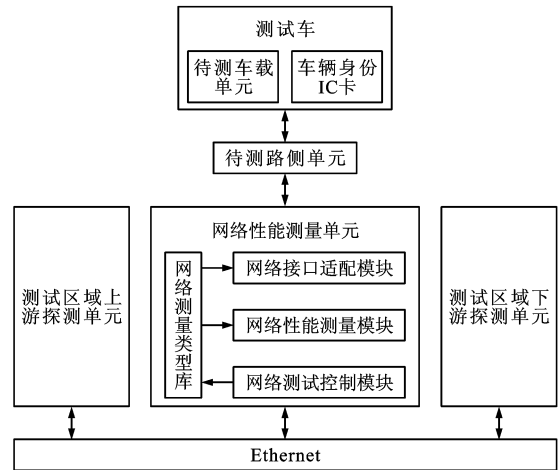 测试车
待测车载
单元
车辆身份
IC卡
待测路侧单元
测试区域上
游探测单元
网络性能测量单元
网络测量类型库
网络接口适配模块
网络性能测量模块
网络测试控制模块
测试区域下
游探测单元
Ethernet